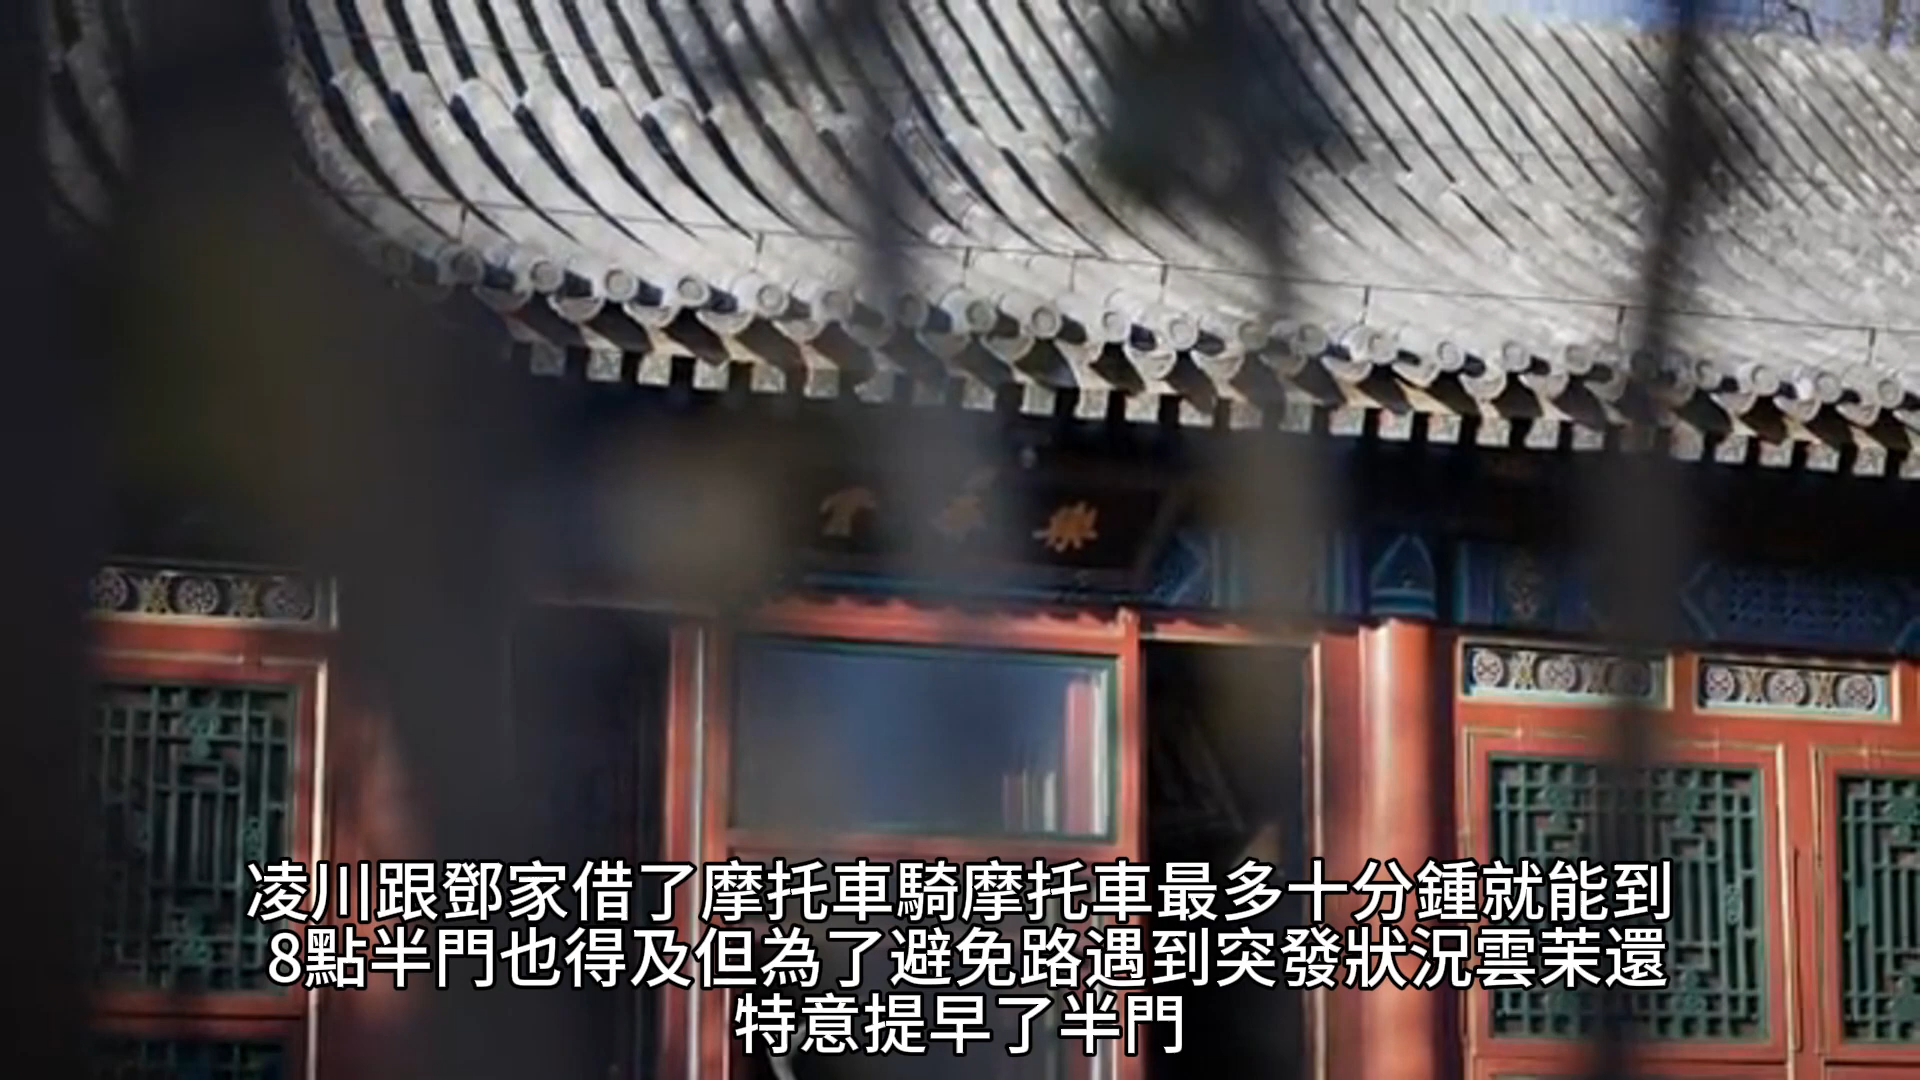 凌川跟鄧家借了摩托車騎摩托車最多十分鍾就能到
8點半門也得及但為了避免路遇到突發狀況雲茉還
特意提早了半門